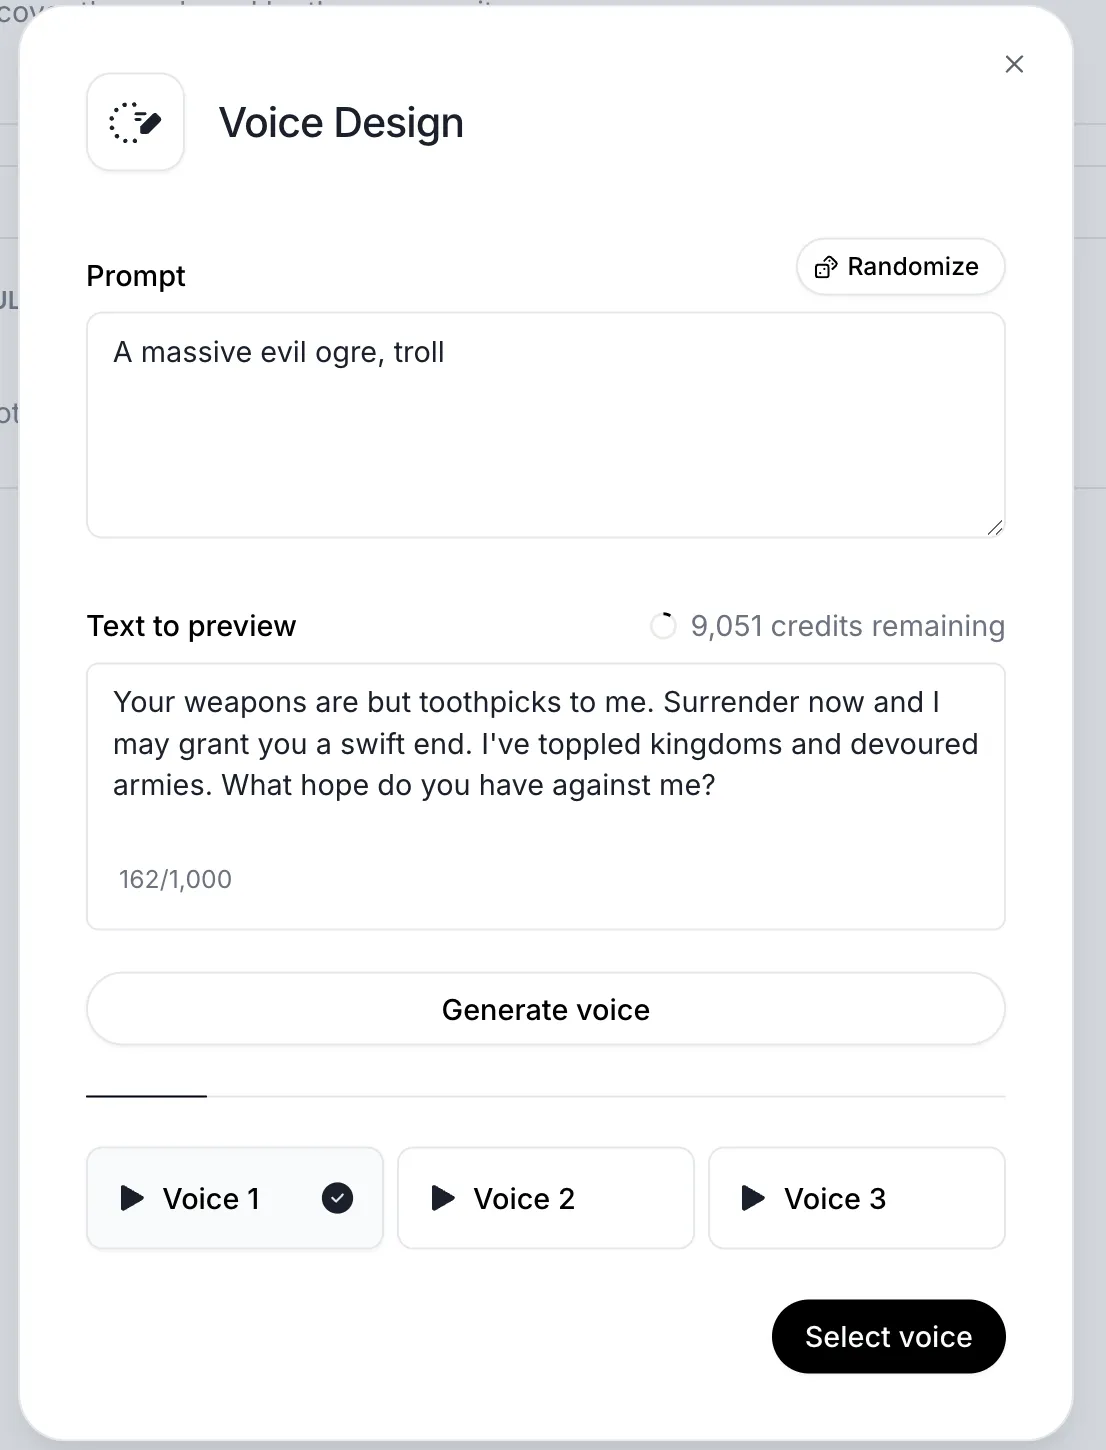 Voice Design
Prompt
Randomize
A massive evil ogre, troll
Text to preview
9,051 credits remaining
Your weapons are but toothpicks to me. Surrender now and I
may grant you a swift end. I've toppled kingdoms and devoured
armies. What hope do you have against me?
162/1,000
Generate voice
Voice 1
Voice 2
Voice 3
Select voice